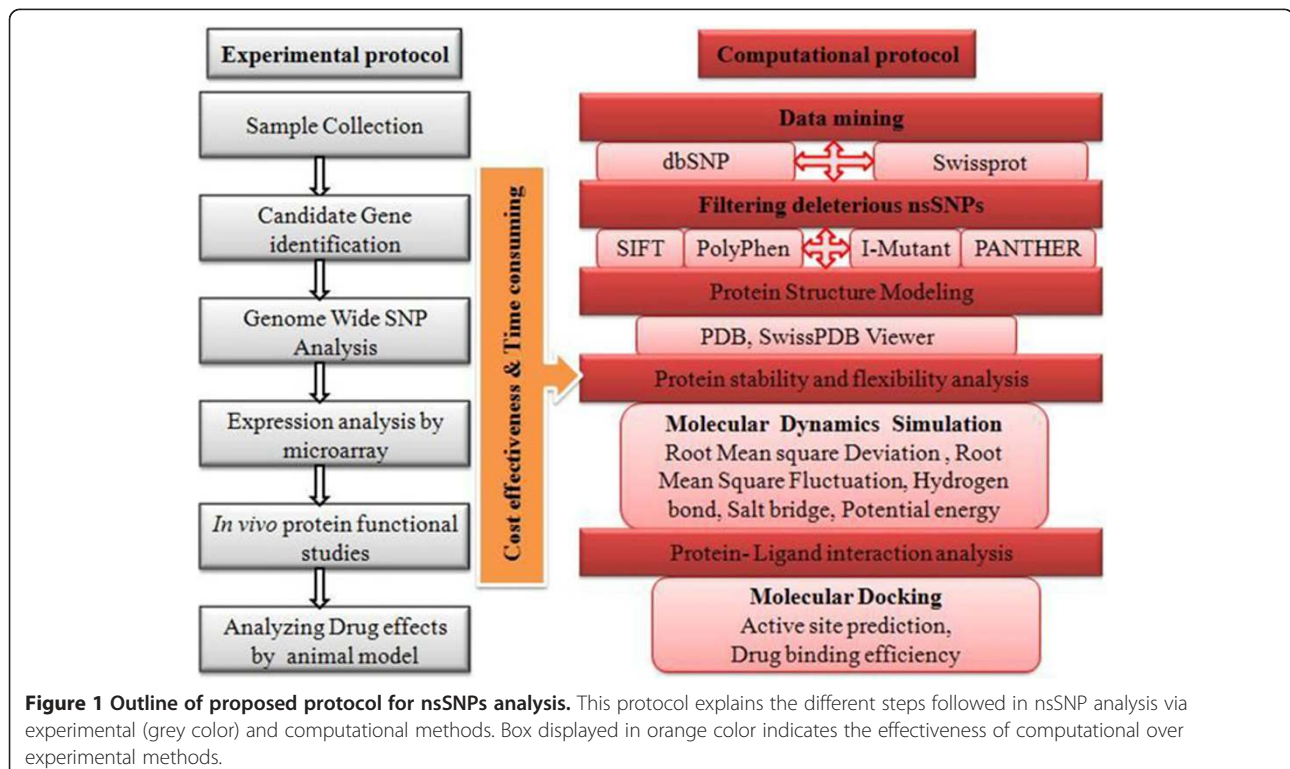 Experimental protocol
Sample Collection
Candidate Gene
identification
Genome Wide SNP
Analysis
Expression analysis by
microarray
In vivo protein functional
studies
Analyzing Drug effects
by animal model
Cost effectiveness & Time consuming
Computational protocol
Data mining
dbSNP
Swissprot
Filtering deleterious nsSNPs
SIFT
PolyPhen
I-Mutant
PANTHER
Protein Structure Modeling
PDB, SwissPDB Viewer
Protein stability and flexibility analysis
Molecular Dynamics Simulation
Root Mean square Deviation , Root
Mean Square Fluctuation, Hydrogen
bond, Salt bridge, Potential energy
Protein- Ligand interaction analysis
Molecular Docking
Active site prediction,
Drug binding efficiency
Figure 1 Outline of proposed protocol for nsSNPs analysis. This protocol explains the different steps followed in nsSNP analysis via
experimental (grey color) and computational methods. Box displayed in orange color indicates the effectiveness of computational over
experimental methods.